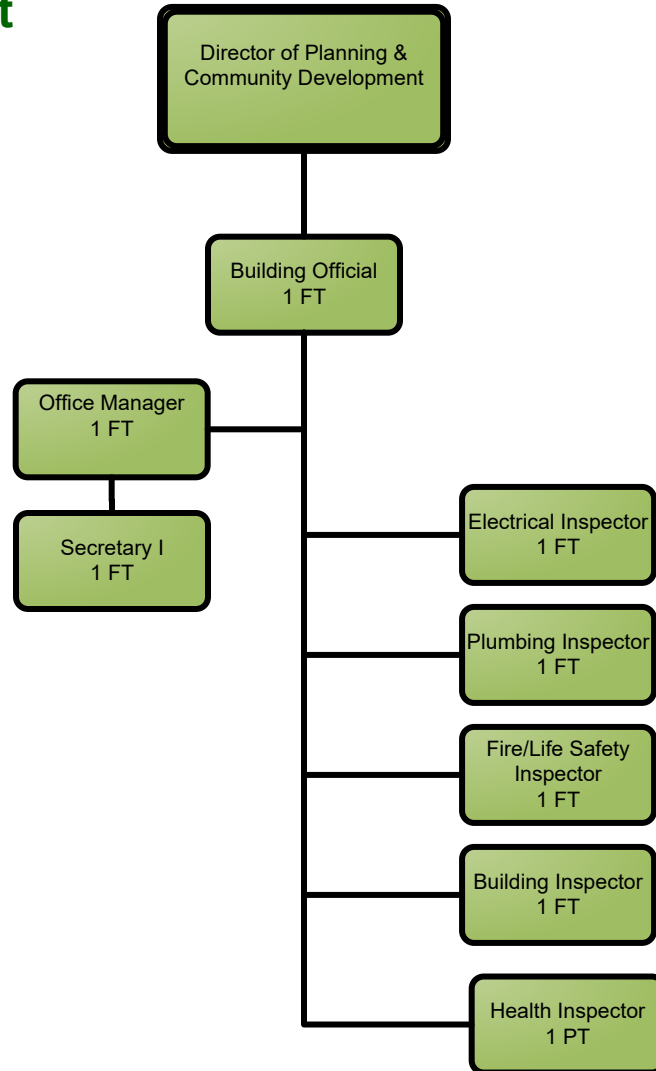 t
Director of Planning &
Community Development
Building Official
1 FT
Office Manager
1 FT
Secretary I
1 FT
Electrical Inspector
1 FT
Plumbing Inspector
1 FT
Fire/Life Safety
Inspector
1 FT
Building Inspector
1 FT
Health Inspector
1 PT